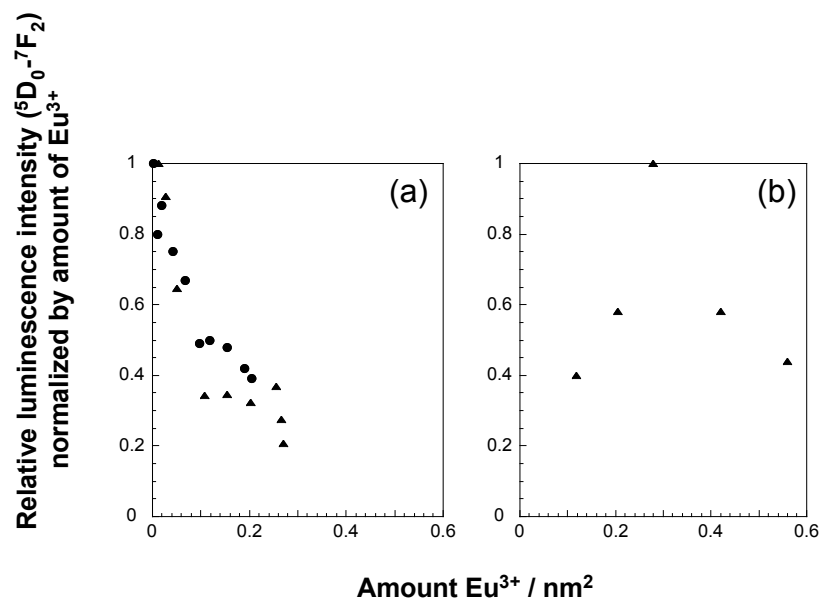 Relative luminescence intensity (⁵D₀-⁷F₂)
normalized by amount of Eu³⁺
(a)
1
0.8
0.6
0.4
0.2
0
0 0.2 0.4 0.6
(b)
1
0.8
0.6
0.4
0.2
0
0 0.2 0.4 0.6
Amount Eu³⁺ / nm²